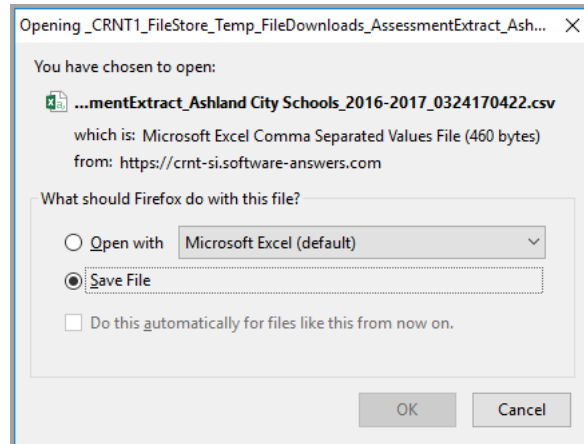 Opening _CRNT1_FileStore_Temp_FileDownloads_AssessmentExtract_Ash...
You have chosen to open:
...mentExtract_Ashland City Schools_2016-2017_0324170422.csv
which is: Microsoft Excel Comma Separated Values File (460 bytes)
from: https://crnt-si.software-answers.com
What should Firefox do with this file?
Open with Microsoft Excel (default)
Save File
Do this automatically for files like this from now on.
OK Cancel